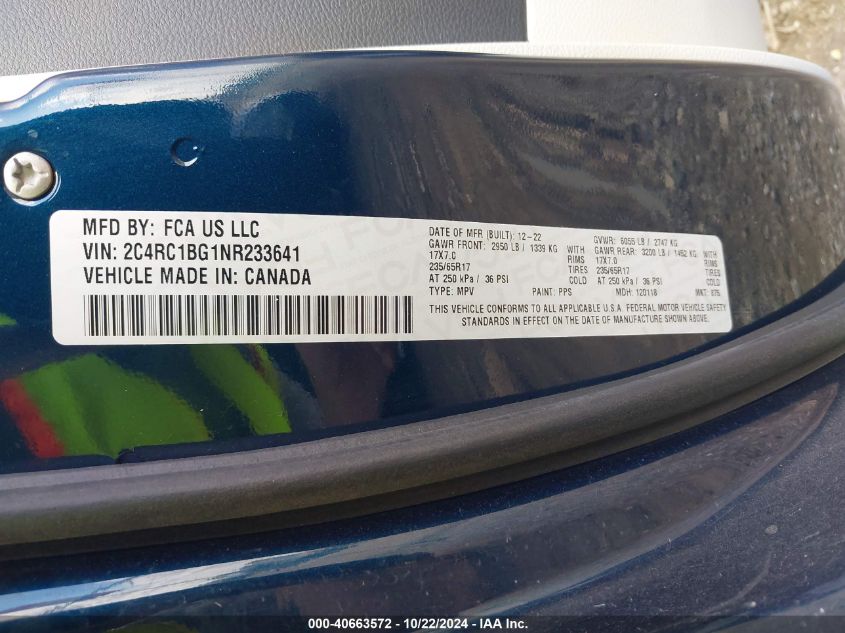 MFD BY: FCA US LLC
VIN: 2C4RC1BG1NR233641
VEHICLE MADE IN: CANADA
DATE OF MFR (BUILT): 12-22 GVWR: 6055 LB / 2747 KG
GAWR FRONT: 2950 LB / 1339 KG WITH GAWR REAR: 3200 LB / 1452 KG WITH
17X7.0 RIMS 17X7.0 RIMS
235/65R17 TIRES 235/65R17 TIRES
AT 250 kPa / 36 PSI COLD AT 250 kPa / 36 PSI COLD
TYPE: MPV PAINT: PPS MDH: 120118 MNT: 875
THIS VEHICLE CONFORMS TO ALL APPLICABLE U.S.A. FEDERAL MOTOR VEHICLE SAFETY
STANDARDS IN EFFECT ON THE DATE OF MANUFACTURE SHOWN ABOVE.
000-40663572 - 10/22/2024 - IAA Inc.